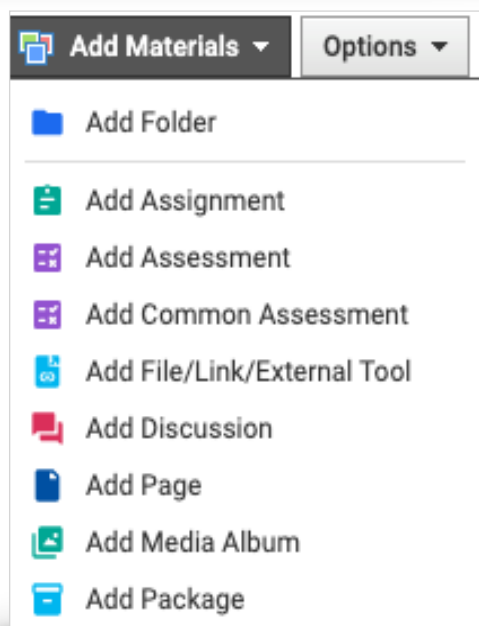 Add Materials Options
Add Folder
Add Assignment
Add Assessment
Add Common Assessment
Add File/Link/External Tool
Add Discussion
Add Page
Add Media Album
Add Package